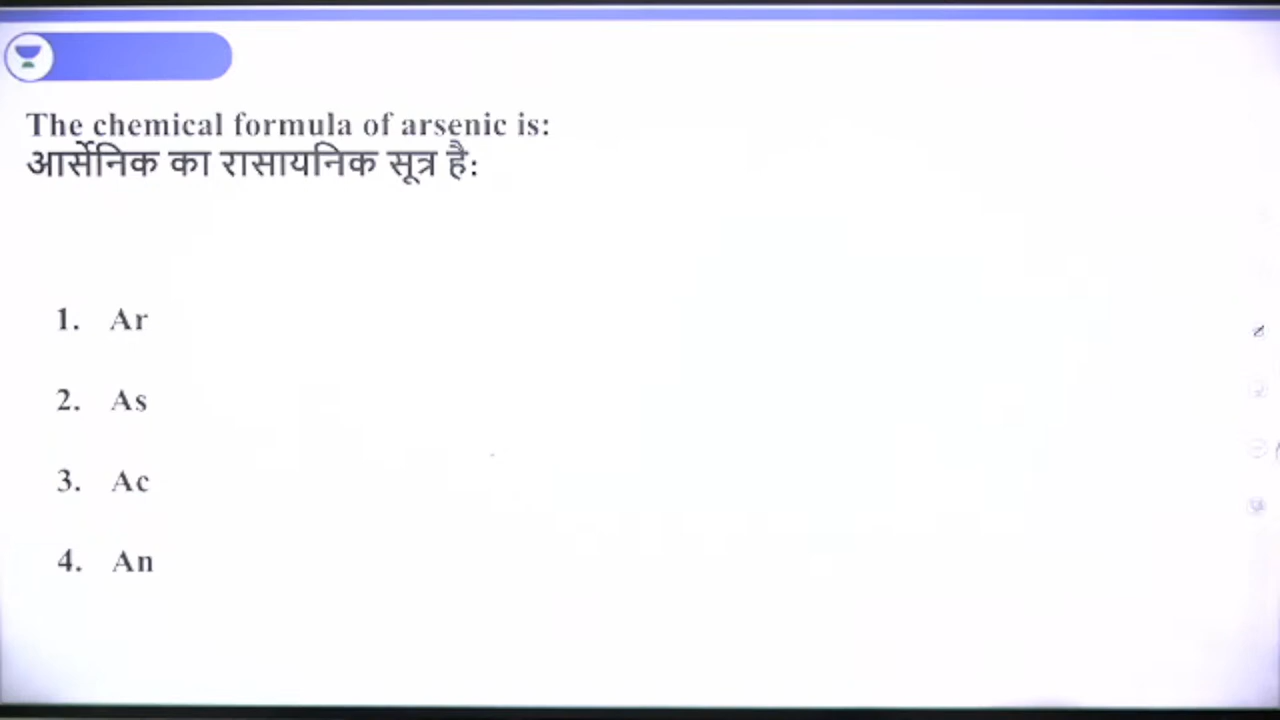 The chemical formula of arsenic is:
आर्सेनिक का रासायनिक सूत्र है:
1. Ar
2. As
3. Ac
4. An